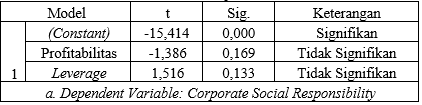 Model t Sig. Keterangan
(Constant) -15,414 0,000 Signifikan
Profitabilitas -1,386 0,169 Tidak Signifikan
1 Leverage 1,516 0,133 Tidak Signifikan
a. Dependent Variable: Corporate Social Responsibility